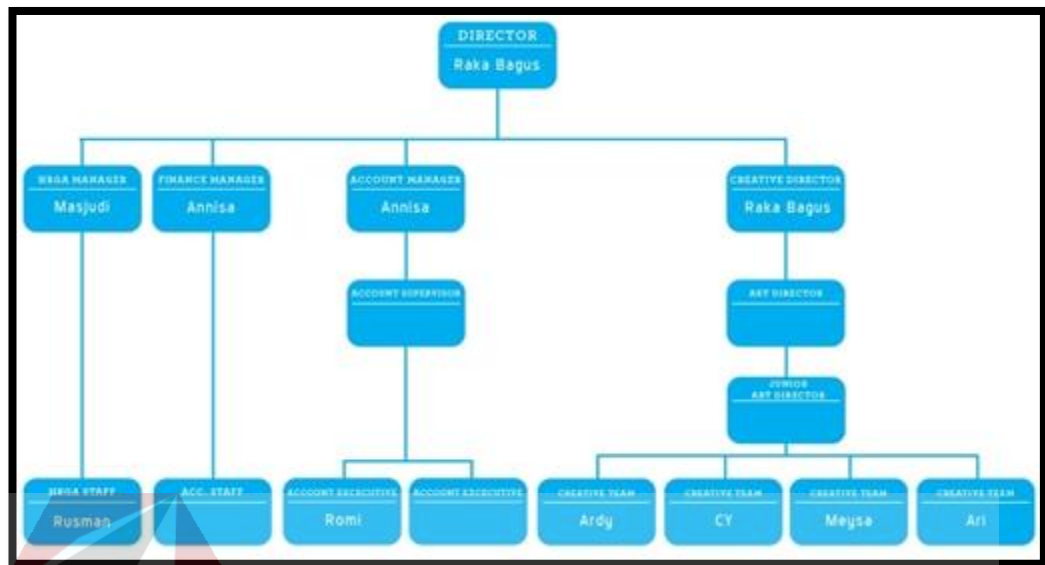 DIRECTOR
Raka Bagus
HRGA MANAGER
Masjudi
FINANCE MANAGER
Annisa
ACCOUNT MANAGER
Annisa
CREATIVE DIRECTOR
Raka Bagus
ACCOUNT SUPERVISOR
ART DIRECTOR
JUNIOR
ART DIRECTOR
HRGA STAFF
Rusman
ACC. STAFF
ACCOUNT EXCECUTIVE
Romi
ACCOUNT EXCECUTIVE
CREATIVE TEAM
Ardy
CREATIVE TEAM
CY
CREATIVE TEAM
Meysa
CREATIVE TEAM
Ari